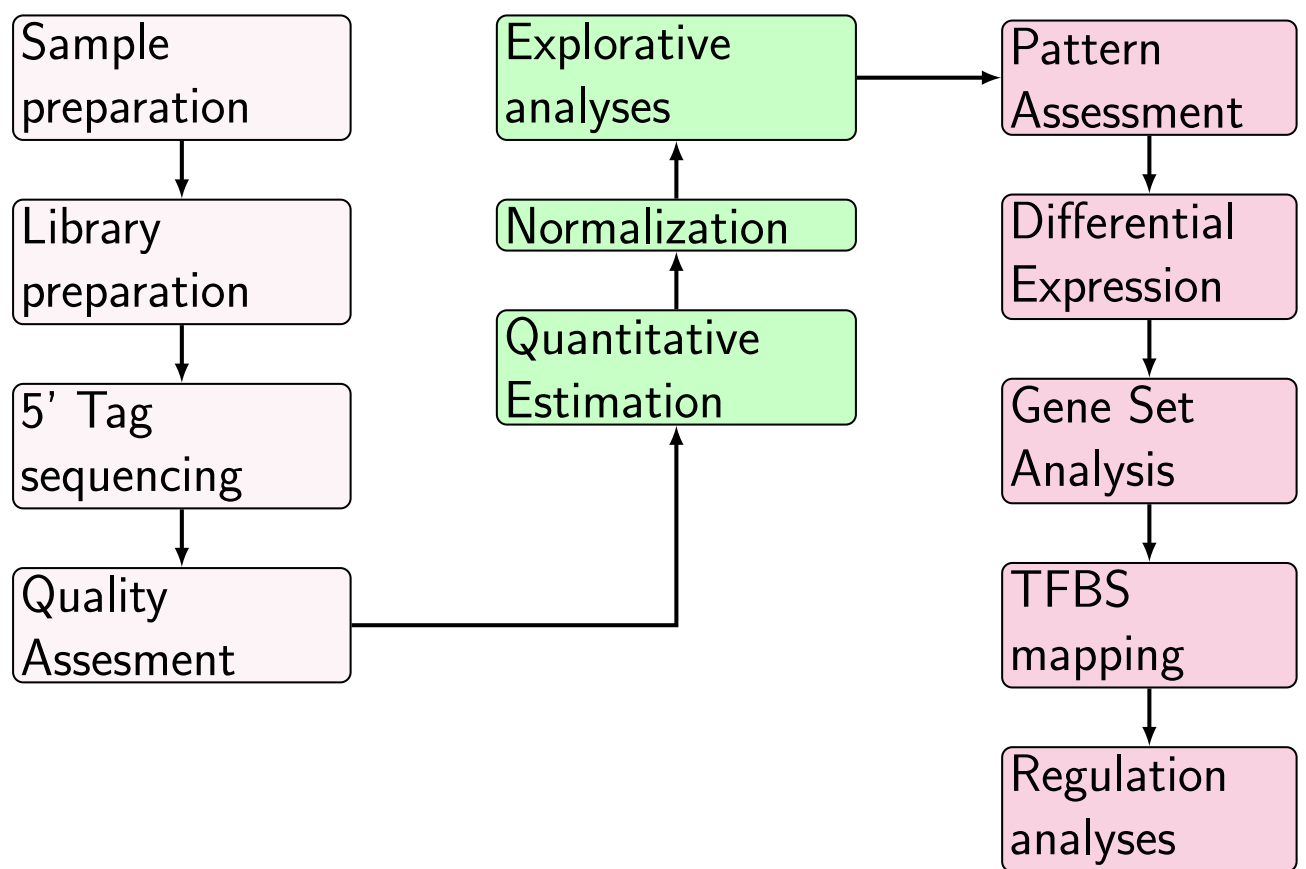 Sample
preparation
Library
preparation
5' Tag
sequencing
Quality
Assesment
Explorative
analyses
Normalization
Quantitative
Estimation
Pattern
Assessment
Differential
Expression
Gene Set
Analysis
TFBS
mapping
Regulation
analyses